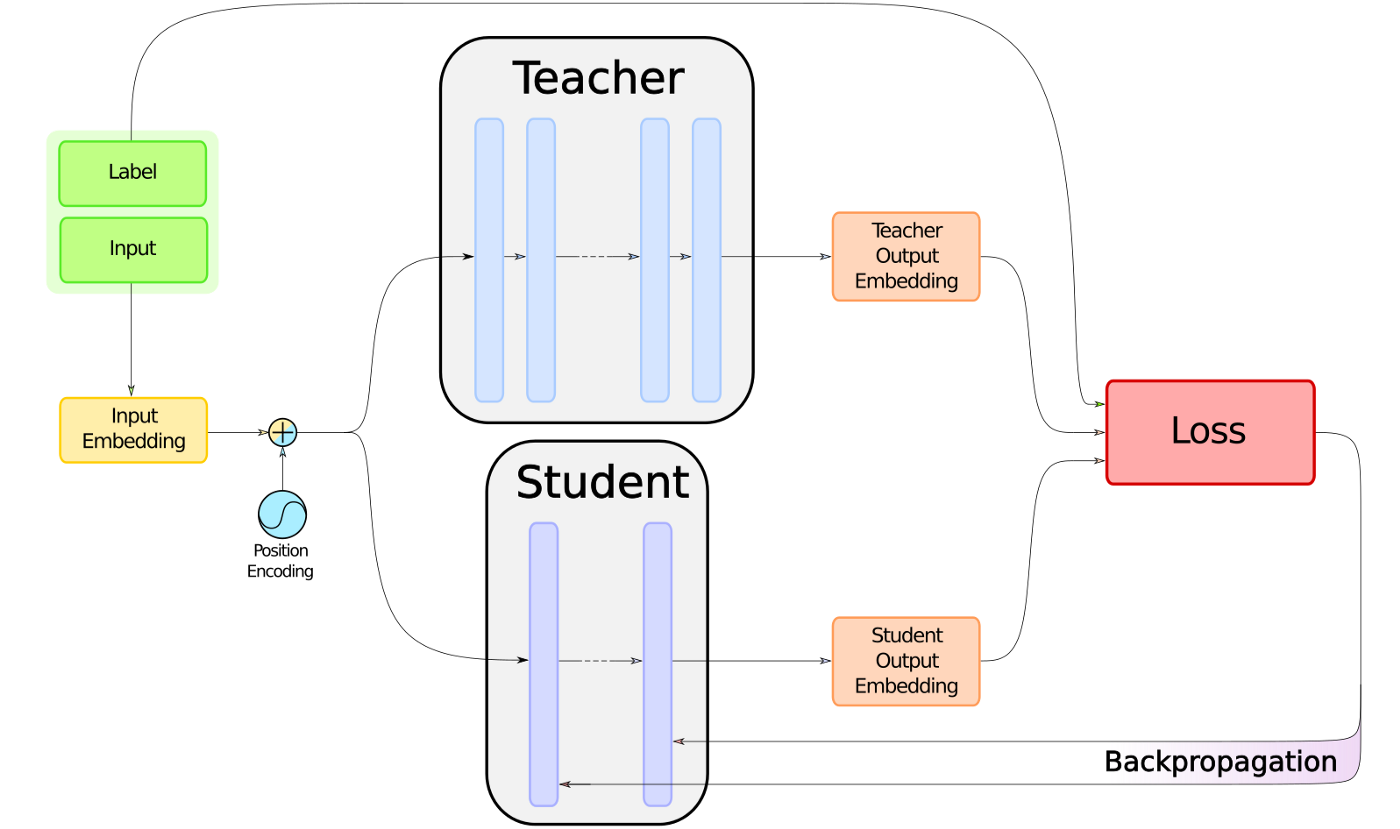 Teacher
Label
Input
Teacher
Output
Embedding
Input
Embedding
Loss
Student
Position
Encoding
Student
Output
Embedding
Backpropagation